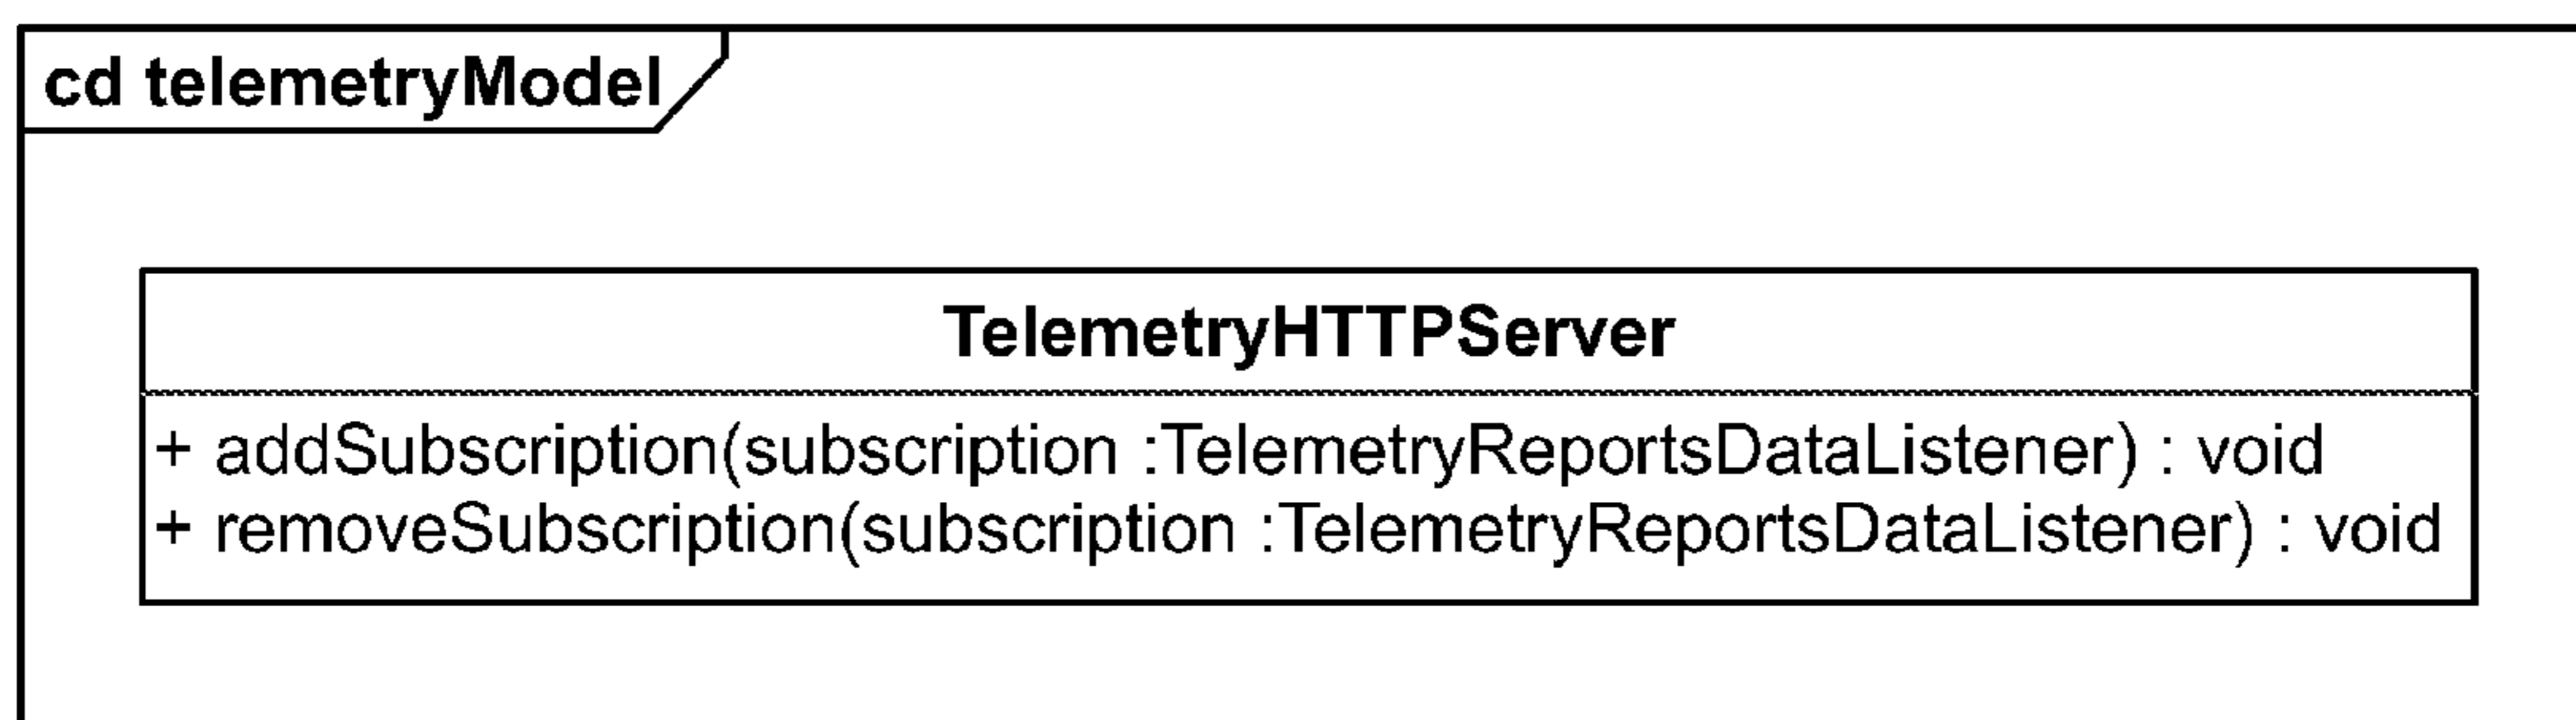 cd telemetryModel
TelemetryHTTPServer
+ addSubscription(subscription :TelemetryReportsDataListener) : void
+ removeSubscription(subscription :TelemetryReportsDataListener) : void